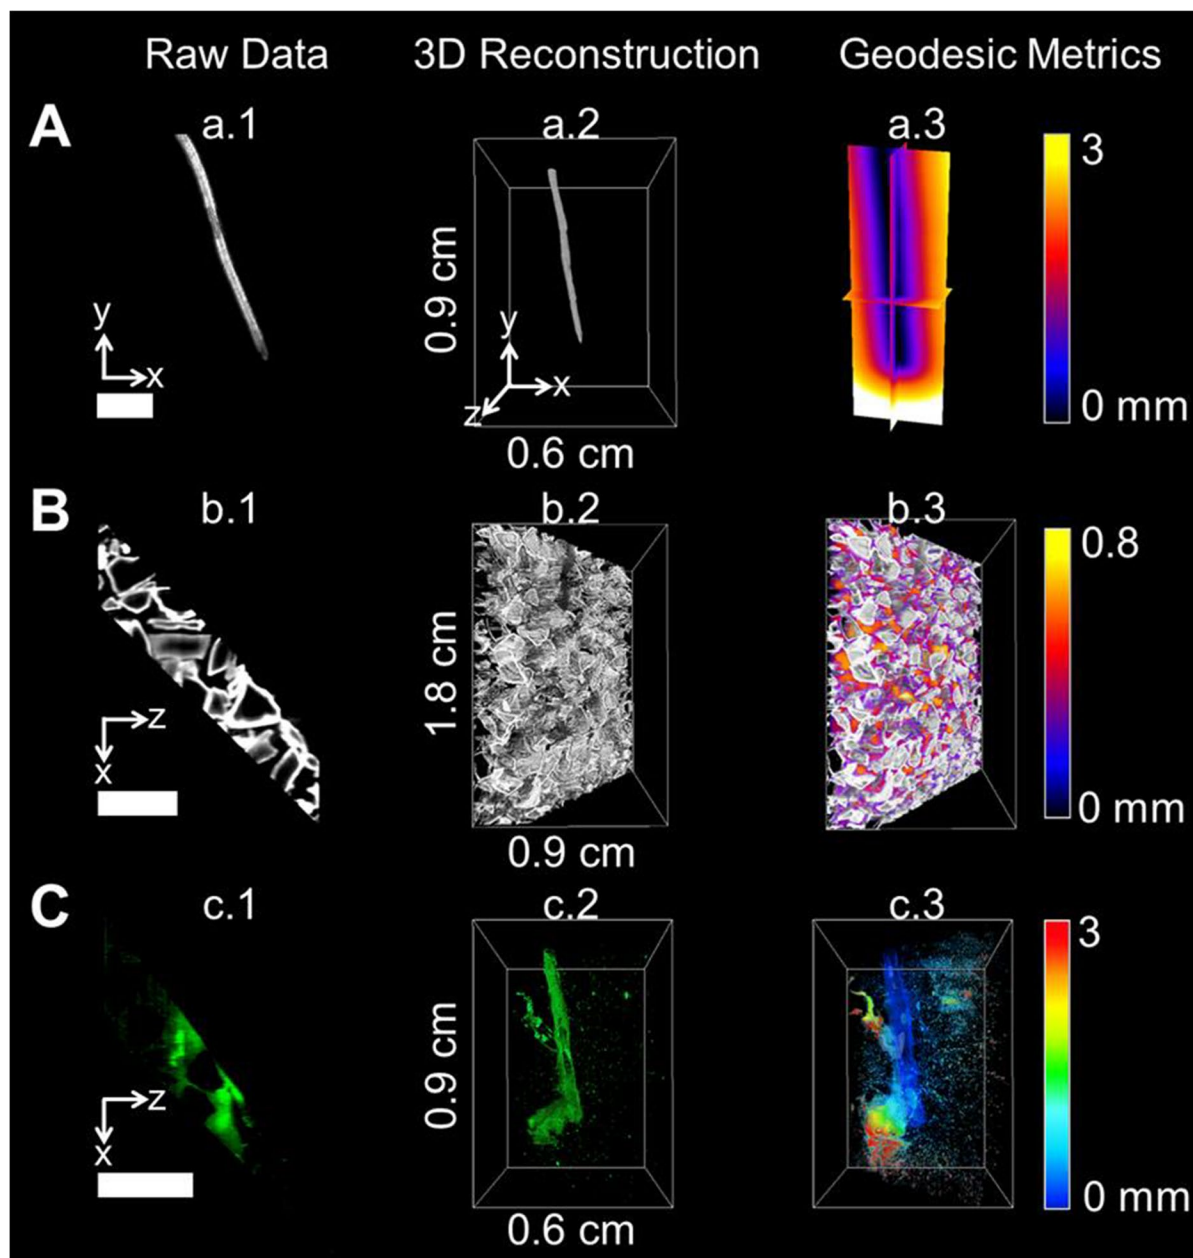 Raw Data 3D Reconstruction Geodesic Metrics
A a.1 a.2 a.3 3
y
x
0.9 cm
y
x
z
0 mm
0.6 cm
B b.1 b.2 b.3 0.8
z
x
1.8 cm
0 mm
0.9 cm
C c.1 c.2 c.3 3
z
x
0.9 cm
0 mm
0.6 cm